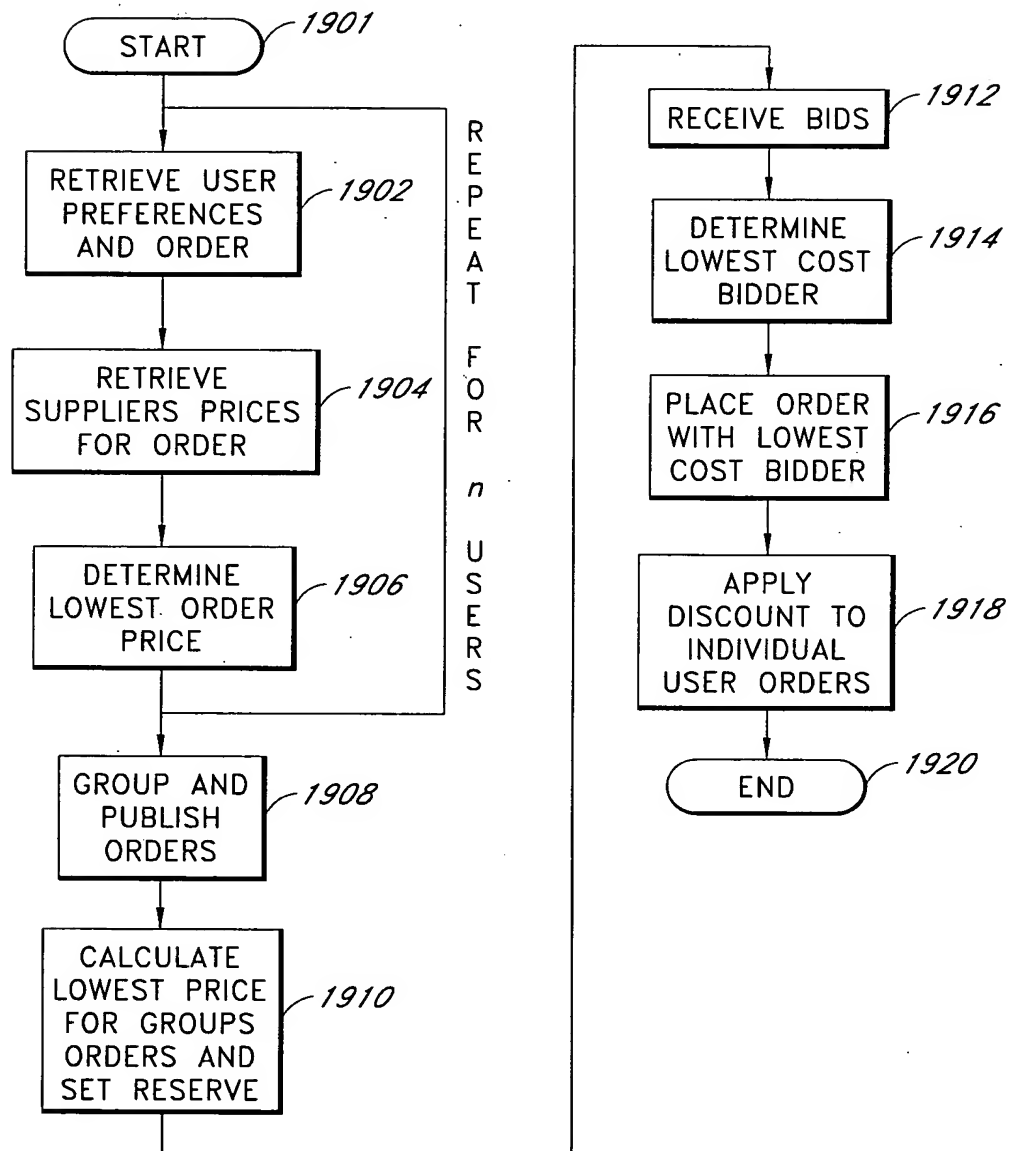 START
1901
RETRIEVE USER
PREFERENCES
AND ORDER
1902
RETRIEVE
SUPPLIERS PRICES
FOR ORDER
1904
DETERMINE
LOWEST ORDER
PRICE
1906
REPEAT FOR n USERS
GROUP AND
PUBLISH
ORDERS
1908
CALCULATE
LOWEST PRICE
FOR GROUPS
ORDERS AND
SET RESERVE
1910
RECEIVE BIDS
1912
DETERMINE
LOWEST COST
BIDDER
1914
PLACE ORDER
WITH LOWEST
COST BIDDER
1916
APPLY
DISCOUNT TO
INDIVIDUAL
USER ORDERS
1918
END
1920